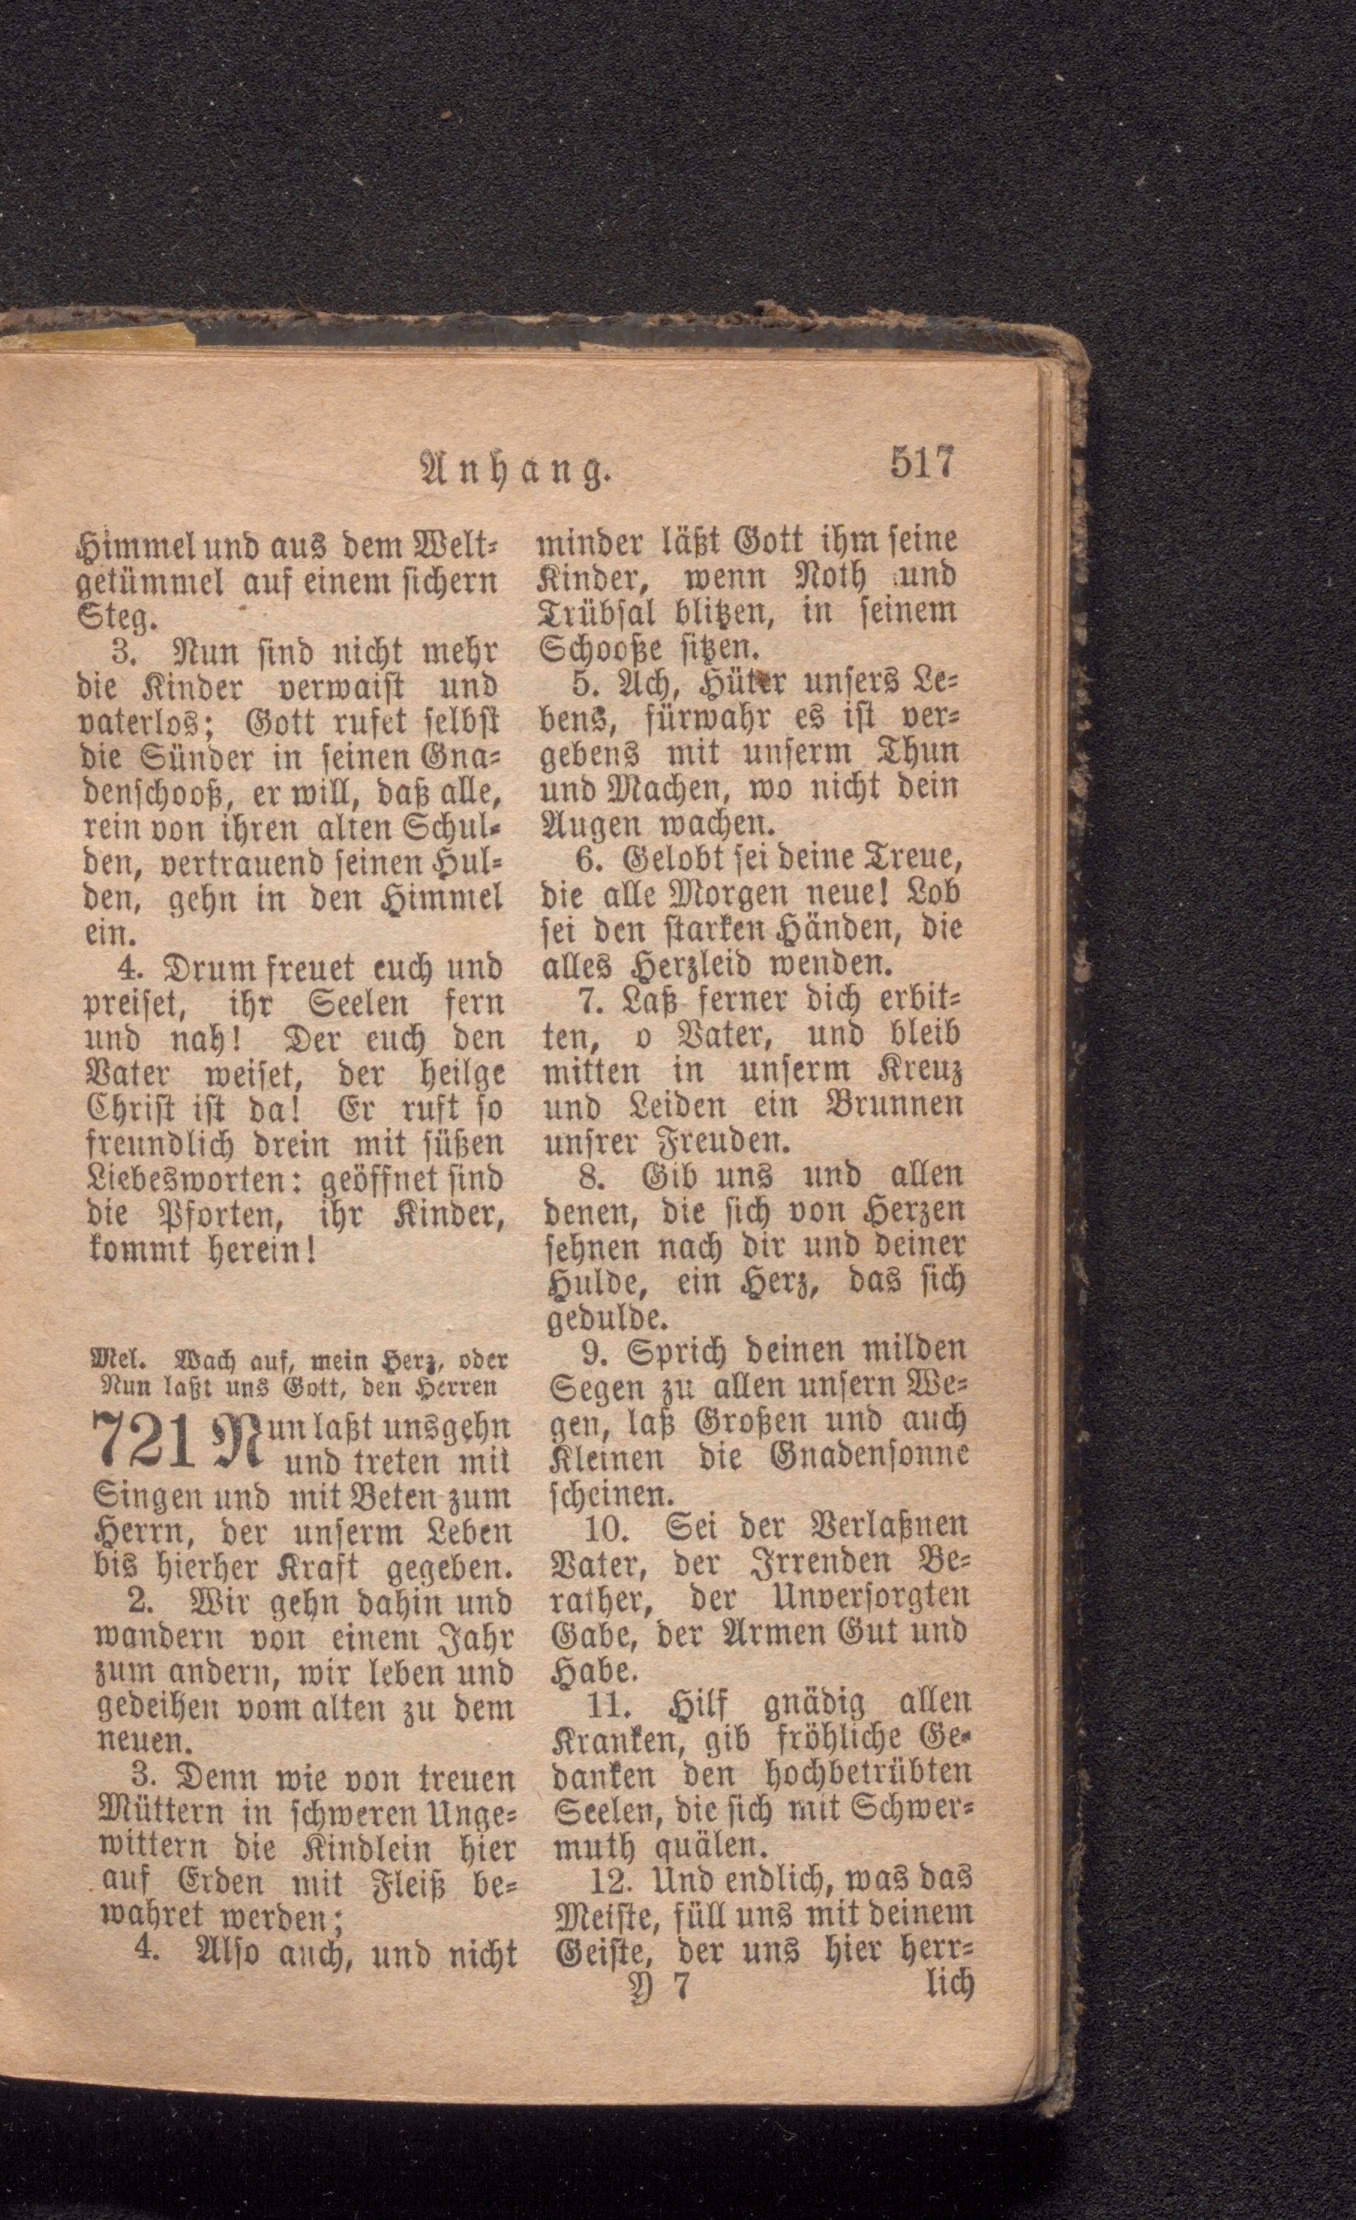 Anhang. 517
Himmel und aus dem Welt-
getümmel auf einem sichern
Steg.
3. Nun sind nicht mehr
die Kinder verwaist und
vaterlos; Gott rufet selbst
die Sünder in seinen Gna-
denschooß, er will, daß alle,
rein von ihren alten Schul-
den, vertrauend seinen Hul-
den, gehn in den Himmel
ein.
4. Drum freuet euch und
preiset, ihr Seelen fern
und nah! Der euch den
Vater weiset, der heilge
Christ ist da! Er ruft so
freundlich drein mit süßen
Liebesworten: geöffnet sind
die Pforten, ihr Kinder,
kommt herein!
Mel. Wach auf, mein Herz, oder
Nun laßt uns Gott, den Herren
721 Nun laßt uns gehn
und treten mit
Singen und mit Beten zum
Herrn, der unserm Leben
bis hierher Kraft gegeben.
2. Wir gehn dahin und
wandern von einem Jahr
zum andern, wir leben und
gedeihen vom alten zu dem
neuen.
3. Denn wie von treuen
Müttern in schweren Unge-
wittern die Kindlein hier
auf Erden mit Fleiß be-
wahret werden;
4. Also auch, und nicht
minder läßt Gott ihm seine
Kinder, wenn Noth und
Trübsal blitzen, in seinem
Schooße sitzen.
5. Ach, Hüter unsers Le-
bens, fürwahr es ist ver-
gebens mit unserm Thun
und Machen, wo nicht dein
Augen wachen.
6. Gelobt sei deine Treue,
die alle Morgen neue! Lob
sei den starken Händen, die
alles Herzleid wenden.
7. Laß ferner dich erbit-
ten, o Vater, und bleib
mitten in unserm Kreuz
und Leiden ein Brunnen
unsrer Freuden.
8. Gib uns und allen
denen, die sich von Herzen
sehnen nach dir und deiner
Hulde, ein Herz, das sich
gedulde.
9. Sprich deinen milden
Segen zu allen unsern We-
gen, laß Großen und auch
Kleinen die Gnadensonne
scheinen.
10. Sei der Verlaßnen
Vater, der Irrenden Be-
rather, der Unversorgten
Gabe, der Armen Gut und
Habe.
11. Hilf gnädig allen
Kranken, gib fröhliche Ge-
danken den hochbetrübten
Seelen, die sich mit Schwer-
muth quälen.
12. Und endlich, was das
Meiste, füll uns mit deinem
Geiste, der uns hier herr-
Y 7 lich